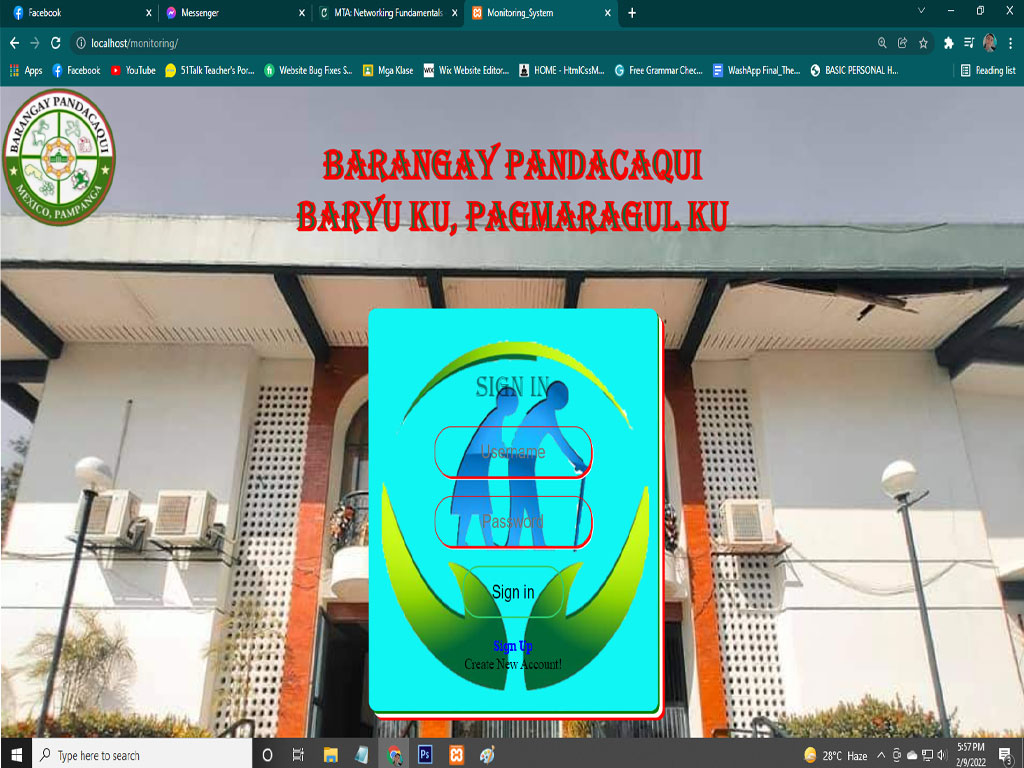 Facebook
Messenger
MTA: Networking Fundamentals
Monitoring_System
localhost/monitoring/
Apps
Facebook
YouTube
51Talk Teacher's Por...
Website Bug Fixes S...
Mga Klase
WIX
Wix Website Editor...
HOME - HtmlCssM...
Free Grammar Chec...
WashApp Final_The...
BASIC PERSONAL H...
Reading list
BARANGAY PANDACAQUI
MEXICO, PAMPANGA
BARANGAY PANDACAQUI
BARYU KU, PAGMARAGUL KU
SIGN IN
Username
Password
Sign in
Sign Up
Create New Account!
Type here to search
Ps
28°C Haze
5:57 PM
2/9/2022
3